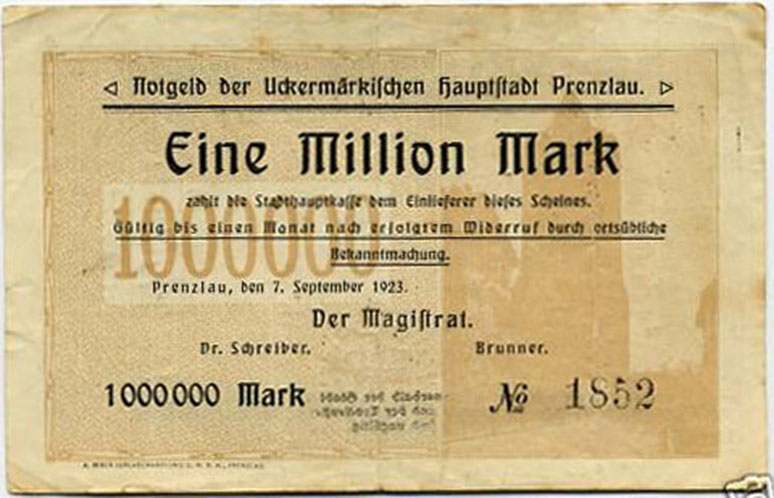 Notgeld der Uckermärkischen Hauptstadt Prenzlau.
Eine Million Mark
zahlt die Stadthauptkasse dem Einlieferer dieses Scheines.
1000000
Gültig bis einen Monat nach erfolgtem Widerruf durch ortsübliche
Bekanntmachung.
Prenzlau, den 7. September 1923.
Der Magistrat.
Dr. Schreiber. Brunner.
1000000 Mark № 1852
PRENZLAU